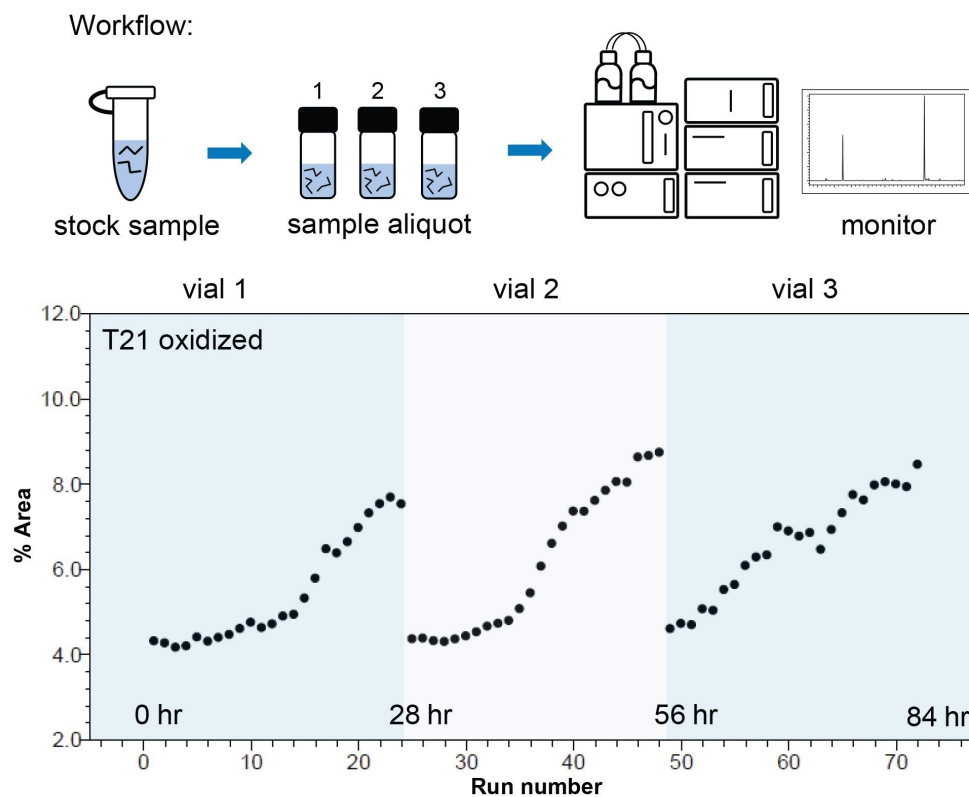 Workflow:
1 2 3
stock sample
sample aliquot
monitor
vial 1 vial 2 vial 3
T21 oxidized
12.0
10.0
8.0
6.0
4.0
2.0
% Area
0 hr 28 hr 56 hr 84 hr
0 10 20 30 40 50 60 70
Run number